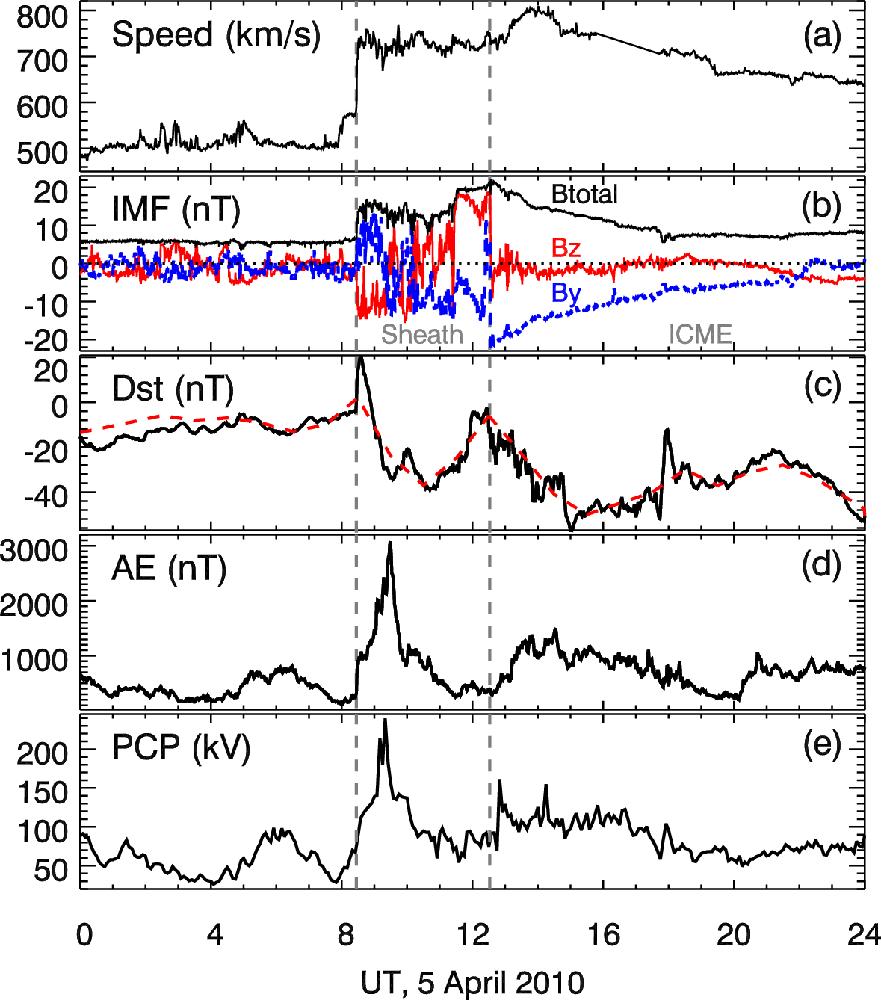 Speed (km/s)
(a)
800
700
600
500
IMF (nT)
(b)
Btotal
Bz
By
Sheath
ICME
20
10
0
-10
-20
Dst (nT)
(c)
20
0
-20
-40
AE (nT)
(d)
3000
2000
1000
PCP (kV)
(e)
200
150
100
50
0 4 8 12 16 20 24
UT, 5 April 2010